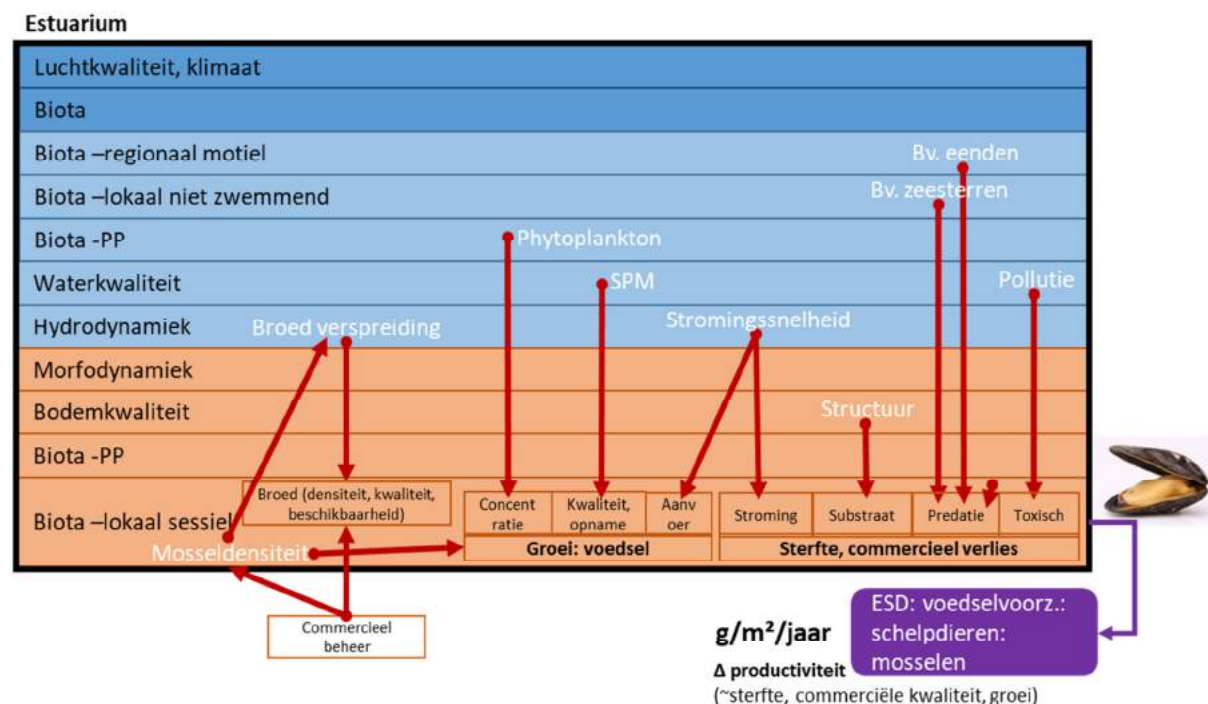 Estuarium
Luchtkwaliteit, klimaat
Biota
Biota –regionaal motiel
Bv. eenden
Biota –lokaal niet zwemmend
Bv. zeesterren
Biota -PP
Phytoplankton
Waterkwaliteit
SPM
Pollutie
Hydrodynamiek
Broed verspreiding
Stromingssnelheid
Morfodynamiek
Bodemkwaliteit
Structuur
Biota -PP
Biota –lokaal sessiel
Broed (densiteit, kwaliteit,
beschikbaarheid)
Concent
ratie
Kwaliteit,
opname
Aanv
oer
Stroming
Substraat
Predatie
Toxisch
Mosseldensiteit
Groei: voedsel
Sterfte, commercieel verlies
Commercieel
beheer
g/m²/jaar
Δ productiviteit
(~sterfte, commerciële kwaliteit, groei)
ESD: voedselvoorz.:
schelpdieren:
mosselen